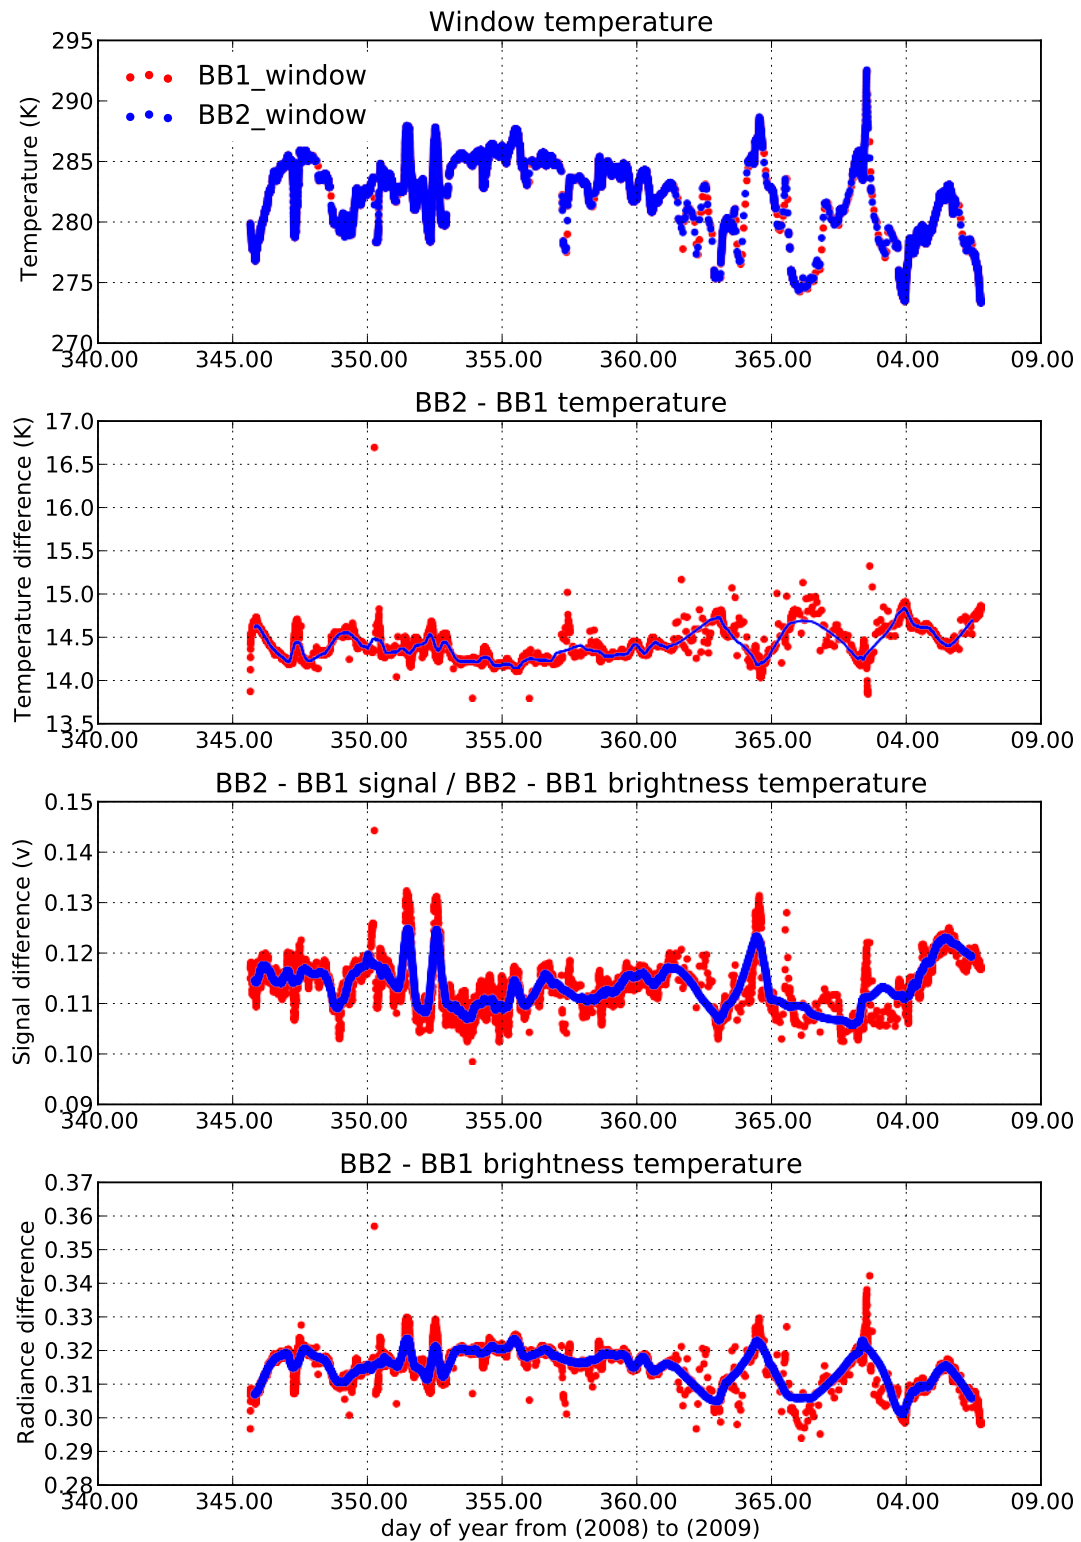 Window temperature
295
290
285
280
275
270
Temperature (K)
BB1_window
BB2_window
340.00 345.00 350.00 355.00 360.00 365.00 04.00 09.00
BB2 - BB1 temperature
17.0
16.5
16.0
15.5
15.0
14.5
14.0
13.5
Temperature difference (K)
340.00 345.00 350.00 355.00 360.00 365.00 04.00 09.00
BB2 - BB1 signal / BB2 - BB1 brightness temperature
0.15
0.14
0.13
0.12
0.11
0.10
0.09
Signal difference (v)
340.00 345.00 350.00 355.00 360.00 365.00 04.00 09.00
BB2 - BB1 brightness temperature
0.37
0.36
0.35
0.34
0.33
0.32
0.31
0.30
0.29
0.28
Radiance difference
340.00 345.00 350.00 355.00 360.00 365.00 04.00 09.00
day of year from (2008) to (2009)